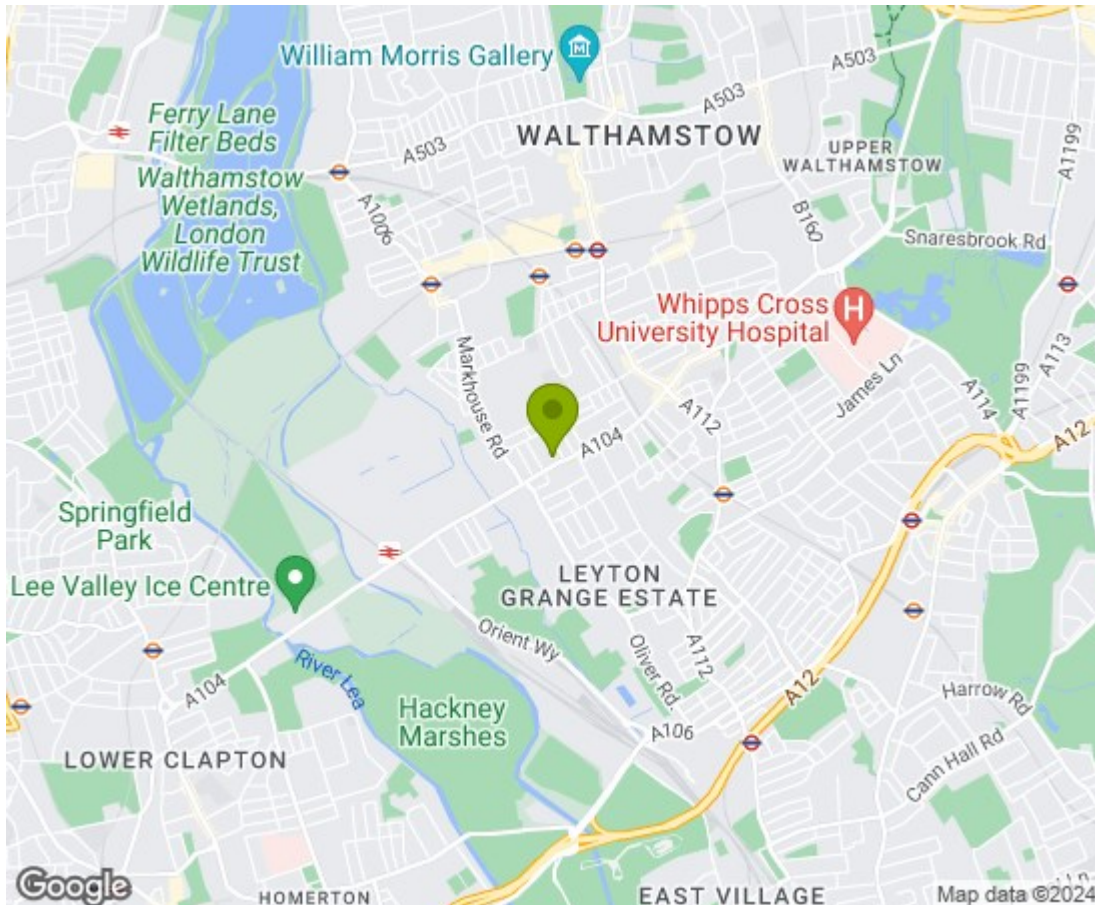 William Morris Gallery
A503
A503
Ferry Lane
Filter Beds
A503
WALTHAMSTOW
UPPER
WALTHAMSTOW
A1199
Walthamstow
Wetlands,
London
Wildlife Trust
A1006
B160
Snaresbrook Rd
Whipps Cross
University Hospital
H
A113
Markhouse Rd
James Ln
A1199
A114
A112
A12
A104
Springfield
Park
Lee Valley Ice Centre
LEYTON
GRANGE ESTATE
Orient Wy
Oliver Rd
A112
River Lea
A104
A12
Harrow Rd
Hackney
Marshes
A106
Cann Hall Rd
LOWER CLAPTON
Google
HOMERTON
EAST VILLAGE
Ln
Map data ©2024